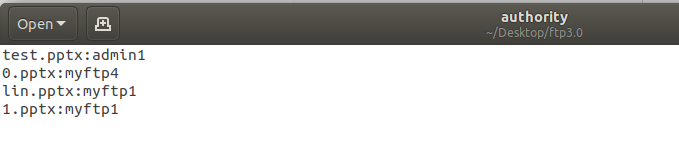 Open
authority
~/Desktop/ftp3.0
test.pptx:admin1
0.pptx:myftp4
lin.pptx:myftp1
1.pptx:myftp1